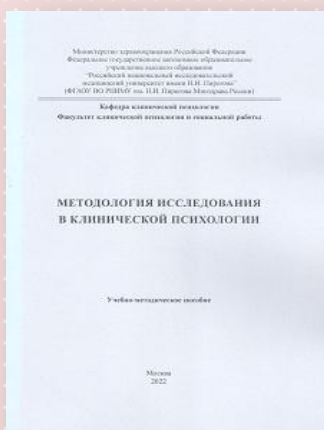 Министерство здравоохранения Российской Федерации
Федеральное государственное автономное образовательное
учреждение высшего образования
"Российский национальный исследовательский
медицинский университет имени Н.И. Пирогова"
(ФГАОУ ВО РНИМУ им. Н.И. Пирогова Минздрава России)
Кафедра клинической психологии
Факультет клинической психологии и социальной работы
МЕТОДОЛОГИЯ ИССЛЕДОВАНИЯ
В КЛИНИЧЕСКОЙ ПСИХОЛОГИИ
Учебно-методическое пособие
Москва
2022